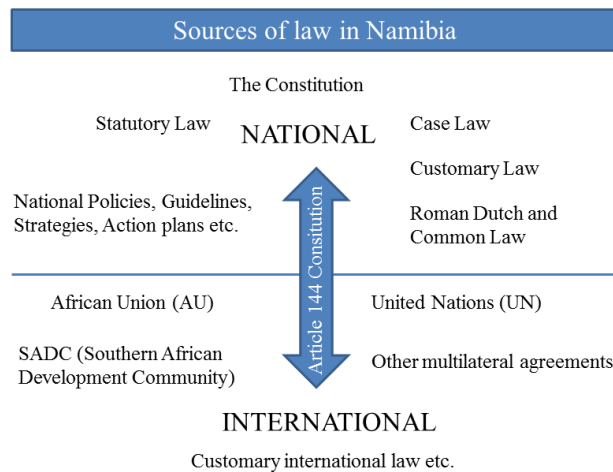 Sources of law in Namibia
The Constitution
Statutory Law
NATIONAL
Case Law
Customary Law
National Policies, Guidelines,
Strategies, Action plans etc.
Roman Dutch and
Common Law
Article 144 Consitution
African Union (AU)
United Nations (UN)
SADC (Southern African
Development Community)
Other multilateral agreements
INTERNATIONAL
Customary international law etc.